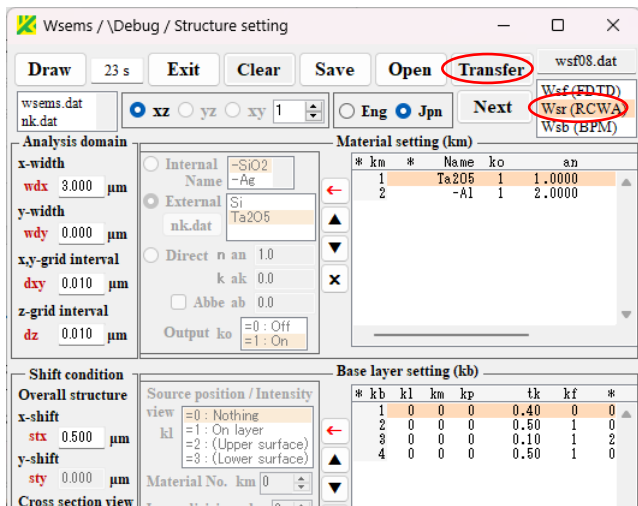 Wsems / \Debug / Structure setting
Draw 23 s Exit Clear Save Open Transfer wsf08.dat
wsems.dat
nk.dat
xz yz xy 1 Eng Jpn Next
Wsf (FDTD)
Wsr (RCWA)
Wsb (BPM)
Analysis domain
x-width
wdx 3.000 μm
y-width
wdy 0.000 μm
x,y-grid interval
dxy 0.010 μm
z-grid interval
dz 0.010 μm
Internal Name
-SiO2
-Ag
External
nk.dat
Si
Ta2O5
Direct n an 1.0
k ak 0.0
Abbe ab 0.0
Output ko
=0 : Off
=1 : On
Material setting (km)
* km * Name ko an
1 Ta2O5 1 1.0000
2 -Al 1 2.0000
Shift condition
Overall structure
x-shift
stx 0.500 μm
y-shift
sty 0.000 μm
Cross section view
Source position / Intensity
view
kl
=0 : Nothing
=1 : On layer
=2 : (Upper surface)
=3 : (Lower surface)
Material No. km 0
Base layer setting (kb)
* kb kl km kp tk kf *
1 0 0 0 0.40 0 0
2 0 0 0 0.50 1 0
3 0 0 0 0.10 1 2
4 0 0 0 0.50 1 0